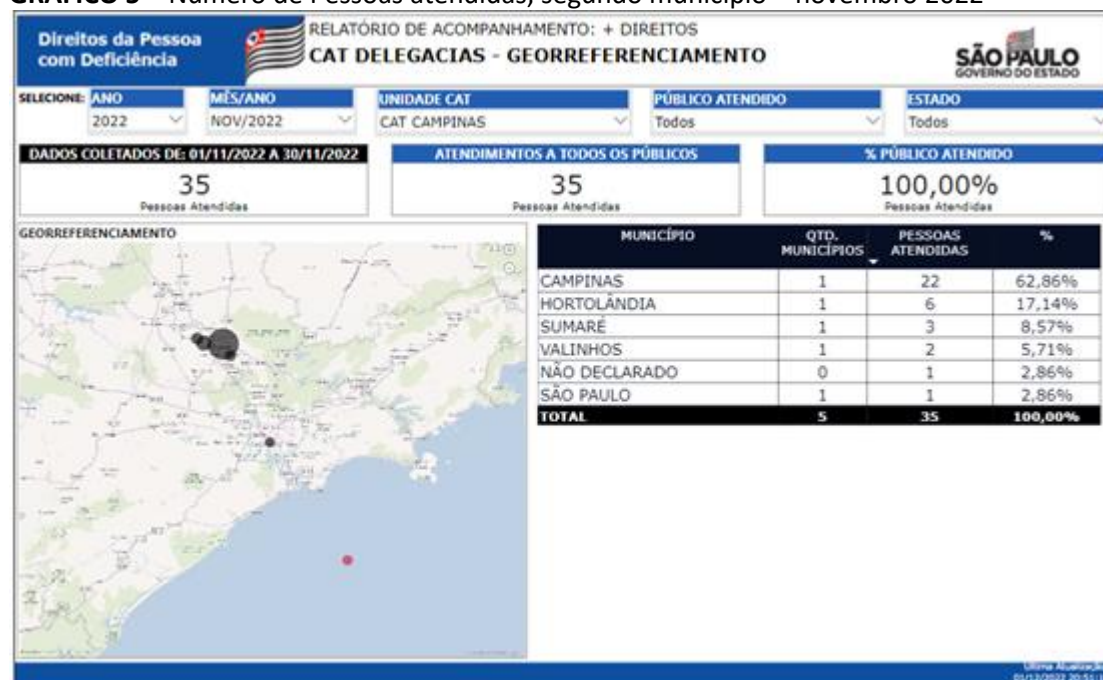 GRÁFICO 5 – Número de Pessoas atendidas, segundo município – novembro 2022
Direitos da Pessoa
com Deficiência
RELATÓRIO DE ACOMPANHAMENTO: + DIREITOS
CAT DELEGACIAS - GEORREFERENCIAMENTO
SÃO PAULO
GOVERNO DO ESTADO
SELECIONE: ANO MÊS/ANO UNIDADE CAT PÚBLICO ATENDIDO ESTADO
2022 NOV/2022 CAT CAMPINAS Todos Todos
DADOS COLETADOS DE: 01/11/2022 A 30/11/2022
35
Pessoas Atendidas
ATENDIMENTOS A TODOS OS PÚBLICOS
35
Pessoas Atendidas
% PÚBLICO ATENDIDO
100,00%
Pessoas Atendidas
GEORREFERENCIAMENTO
MUNICÍPIO QTD. MUNICÍPIOS PESSOAS ATENDIDAS %
CAMPINAS 1 22 62,86%
HORTOLÂNDIA 1 6 17,14%
SUMARÉ 1 3 8,57%
VALINHOS 1 2 5,71%
NÃO DECLARADO 0 1 2,86%
SÃO PAULO 1 1 2,86%
TOTAL 5 35 100,00%
Última Atualização